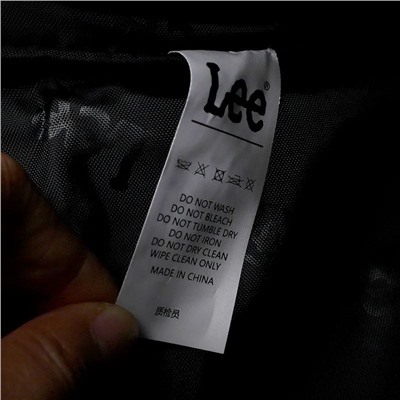 Lee®
DO NOT WASH
DO NOT BLEACH
DO NOT TUMBLE DRY
DO NOT IRON
DO NOT DRY CLEAN
WIPE CLEAN ONLY
MADE IN CHINA
质检员